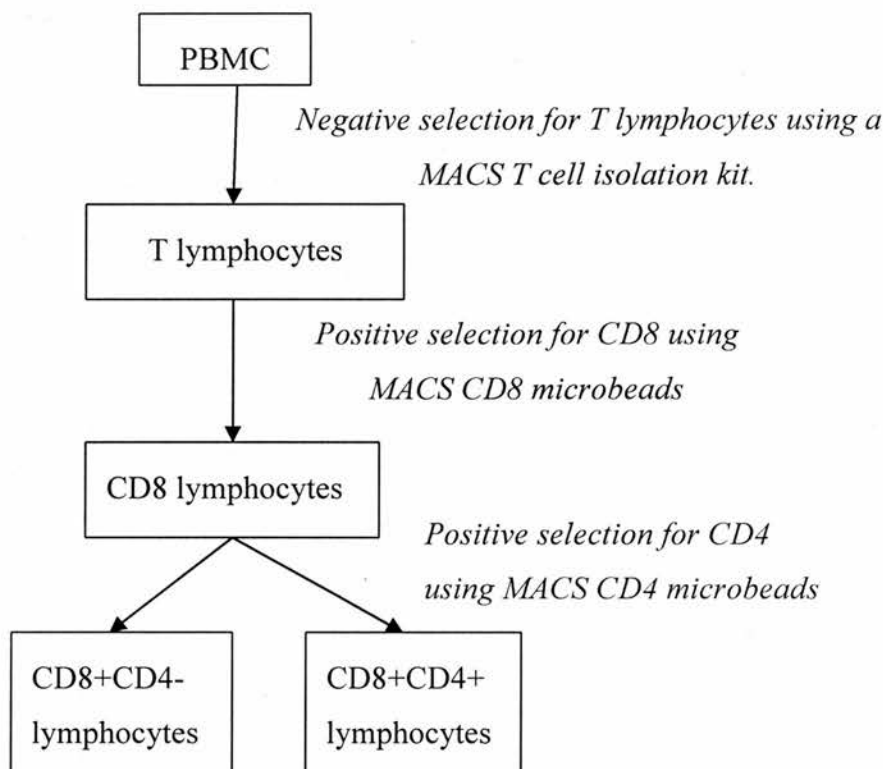 PBMC
Negative selection for T lymphocytes using a
MACS T cell isolation kit.
T lymphocytes
Positive selection for CD8 using
MACS CD8 microbeads
CD8 lymphocytes
Positive selection for CD4
using MACS CD4 microbeads
CD8+CD4-
lymphocytes
CD8+CD4+
lymphocytes